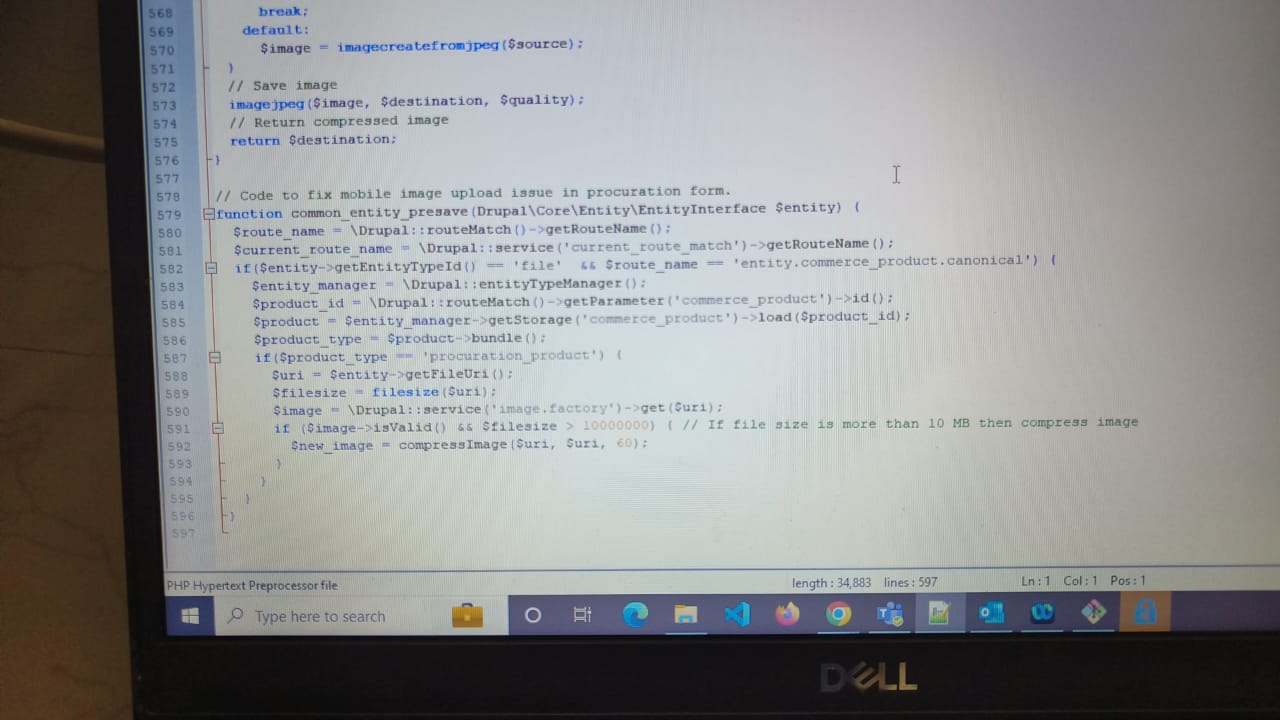 568 break;
569 default:
570 $image = imagecreatefromjpeg($source);
571 }
572 // Save image
573 imagejpeg($image, $destination, $quality);
574 // Return compressed image
575 return $destination;
576 }
577
578 // Code to fix mobile image upload issue in procuration form.
579 function common_entity_presave(Drupal\Core\Entity\EntityInterface $entity) {
580 $route_name = \Drupal::routeMatch()->getRouteName();
581 $current_route_name = \Drupal::service('current_route_match')->getRouteName();
582 if($entity->getEntityTypeId() == 'file' && $route_name == 'entity.commerce_product.canonical') {
583 $entity_manager = \Drupal::entityTypeManager();
584 $product_id = \Drupal::routeMatch()->getParameter('commerce_product')->id();
585 $product = $entity_manager->getStorage('commerce_product')->load($product_id);
586 $product_type = $product->bundle();
587 if($product_type == 'procuration_product') {
588 $uri = $entity->getFileUri();
589 $filesize = filesize($uri);
590 $image = \Drupal::service('image.factory')->get($uri);
591 if ($image->isValid() && $filesize > 10000000) { // If file size is more than 10 MB then compress image
592 $new_image = compressImage($uri, $uri, 60);
593 }
594 }
595 }
596 }
597
PHP Hypertext Preprocessor file length : 34,883 lines : 597 Ln : 1 Col : 1 Pos : 1
Type here to search
DELL